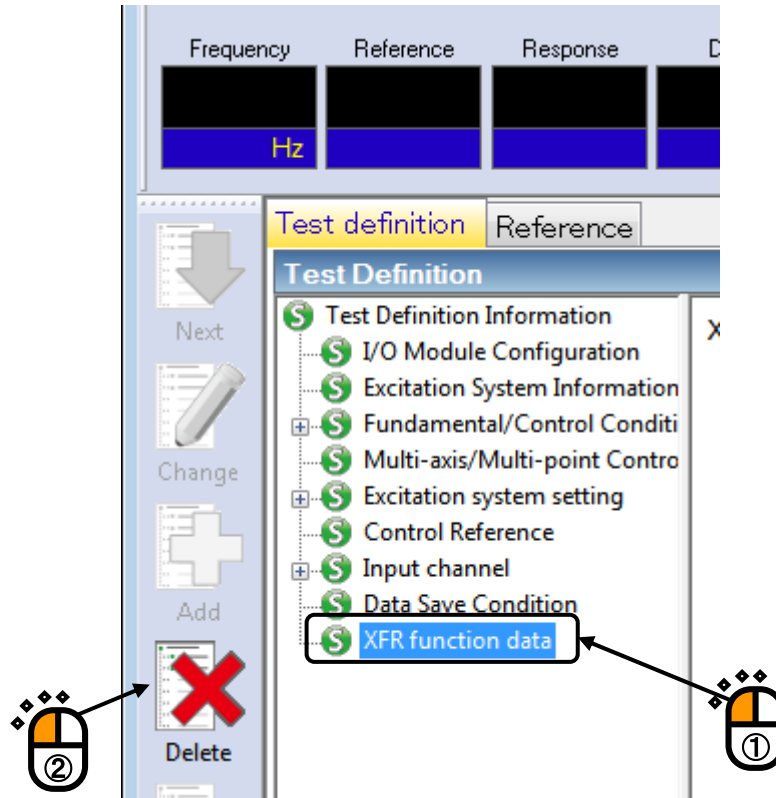 Frequency Reference Response D
Hz
Test definition Reference
Test Definition
Test Definition Information
I/O Module Configuration
Excitation System Information
Fundamental/Control Conditi
Multi-axis/Multi-point Contro
Excitation system setting
Control Reference
Input channel
Data Save Condition
XFR function data
X
Next
Change
Add
Delete
②
①